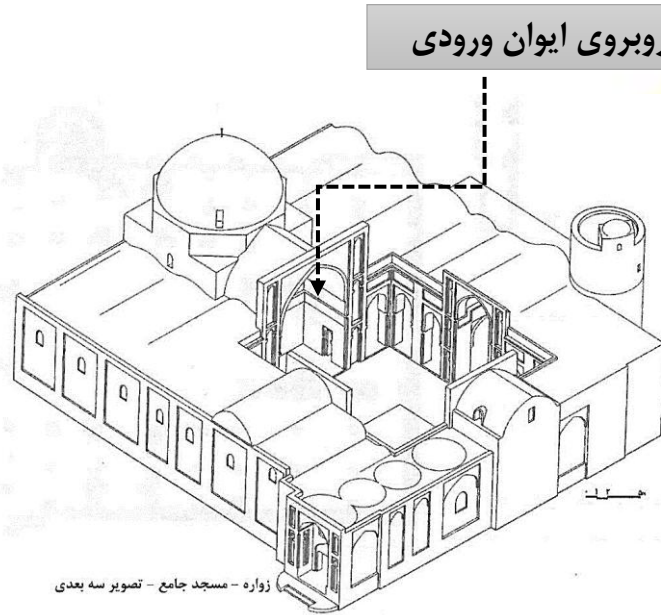 روبروی ایوان ورودی
زواره - مسجد جامع - تصویر سه بعدی